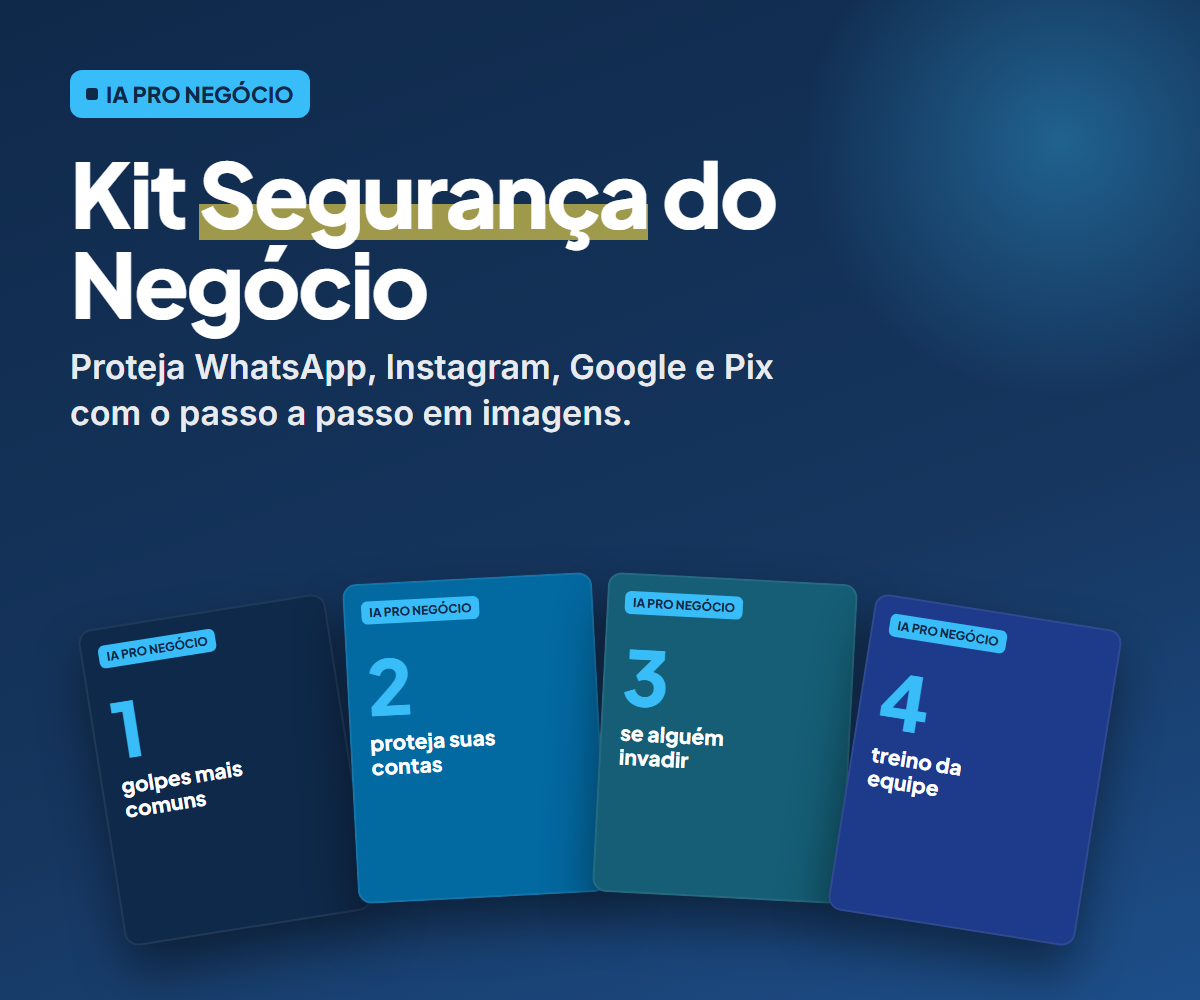 IA PRO NEGÓCIO
Kit Segurança do
Negócio
Proteja WhatsApp, Instagram, Google e Pix
com o passo a passo em imagens.
IA PRO NEGÓCIO
1
golpes mais
comuns
IA PRO NEGÓCIO
2
proteja suas
contas
IA PRO NEGÓCIO
3
se alguém
invadir
IA PRO NEGÓCIO
4
treino da
equipe